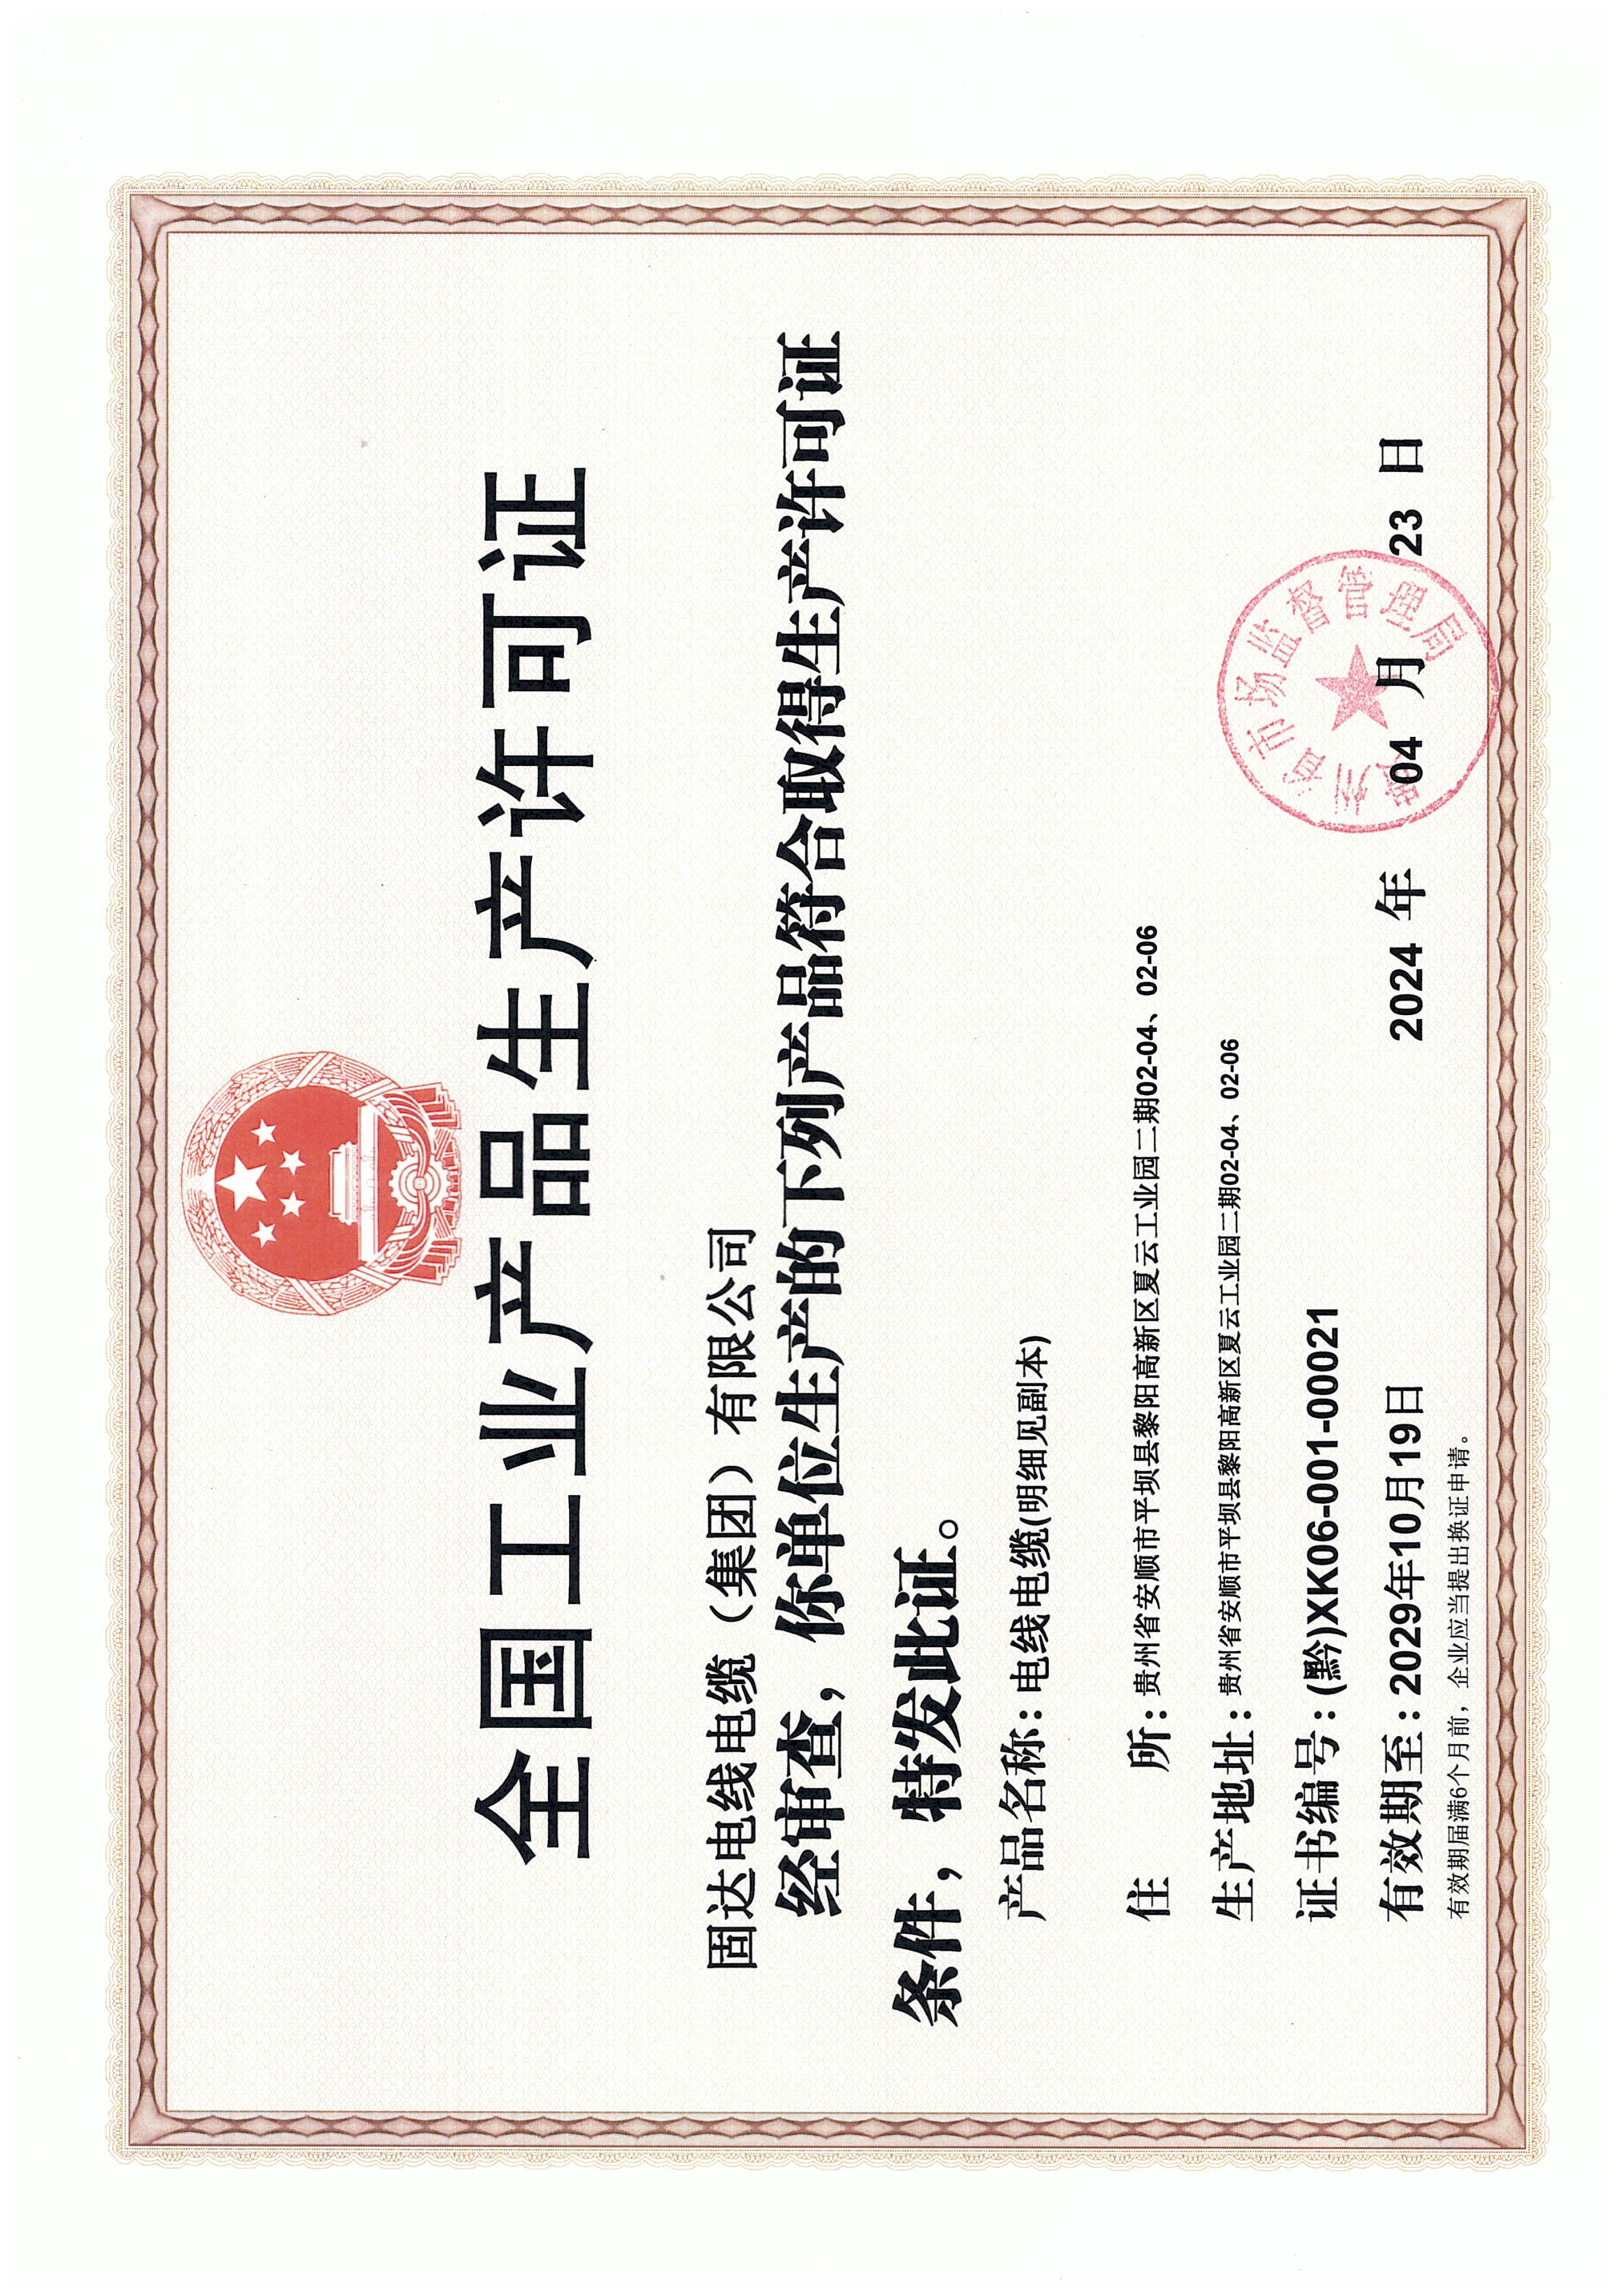 全国工业产品生产许可证
固达电线电缆（集团）有限公司
经审查，你单位生产的下列产品符合取得生产许可证
条件，特发此证。
产品名称：电线电缆(明细见副本)
住 所：贵州省安顺市平坝县黎阳高新区夏云工业园二期02-04、02-06
生产地址：贵州省安顺市平坝县黎阳高新区夏云工业园二期02-04、02-06
证书编号：(黔)XK06-001-00021
有效期至：2029年10月19日
2024 年 04 月 23 日
有效期届满6个月前，企业应当提出换证申请。
贵州省市场监督管理局